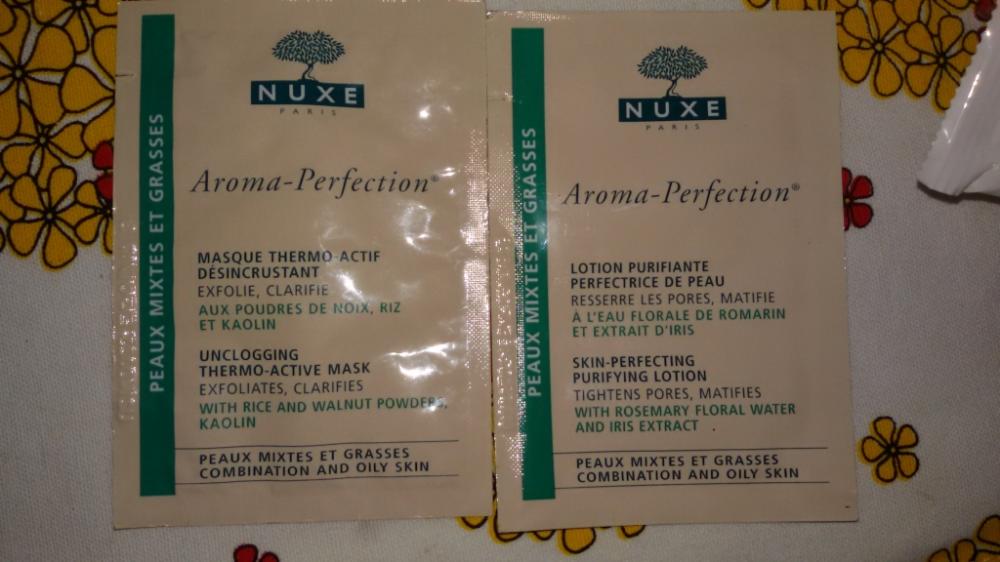 PEAUX MIXTES ET GRASSES
NUXE
PARIS
Aroma-Perfection®
MASQUE THERMO-ACTIF
DÉSINCRUSTANT
EXFOLIE, CLARIFIE
AUX POUDRES DE NOIX, RIZ
ET KAOLIN
UNCLOGGING
THERMO-ACTIVE MASK
EXFOLIATES, CLARIFIES
WITH RICE AND WALNUT POWDERS,
KAOLIN
PEAUX MIXTES ET GRASSES
COMBINATION AND OILY SKIN
PEAUX MIXTES ET GRASSES
NUXE
PARIS
Aroma-Perfection®
LOTION PURIFIANTE
PERFECTRICE DE PEAU
RESSERRE LES PORES, MATIFIE
À L'EAU FLORALE DE ROMARIN
ET EXTRAIT D'IRIS
SKIN-PERFECTING
PURIFYING LOTION
TIGHTENS PORES, MATIFIES
WITH ROSEMARY FLORAL WATER
AND IRIS EXTRACT
PEAUX MIXTES ET GRASSES
COMBINATION AND OILY SKIN